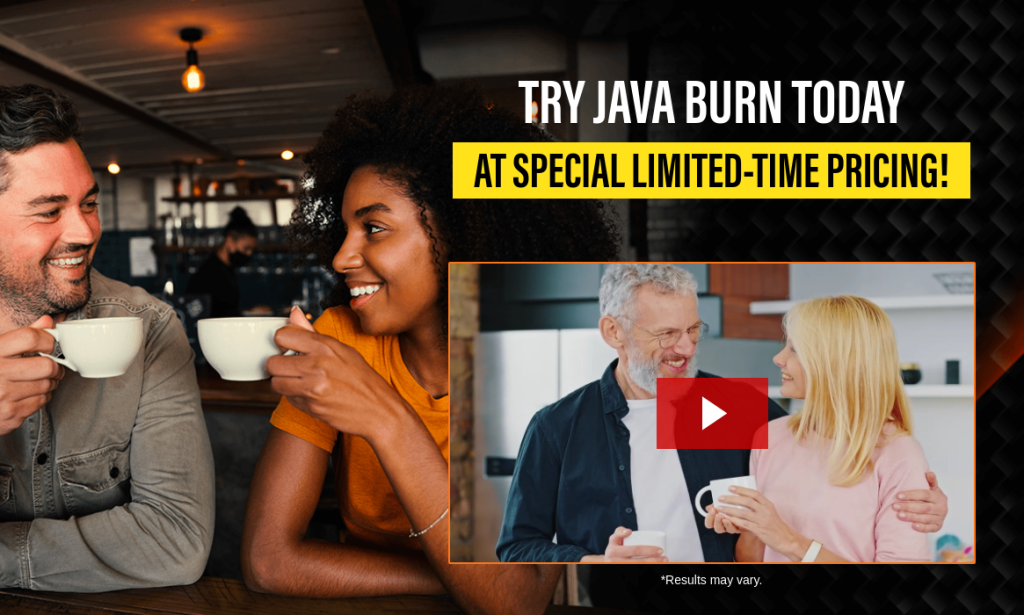 TRY JAVA BURN TODAY
AT SPECIAL LIMITED-TIME PRICING!
*Results may vary.